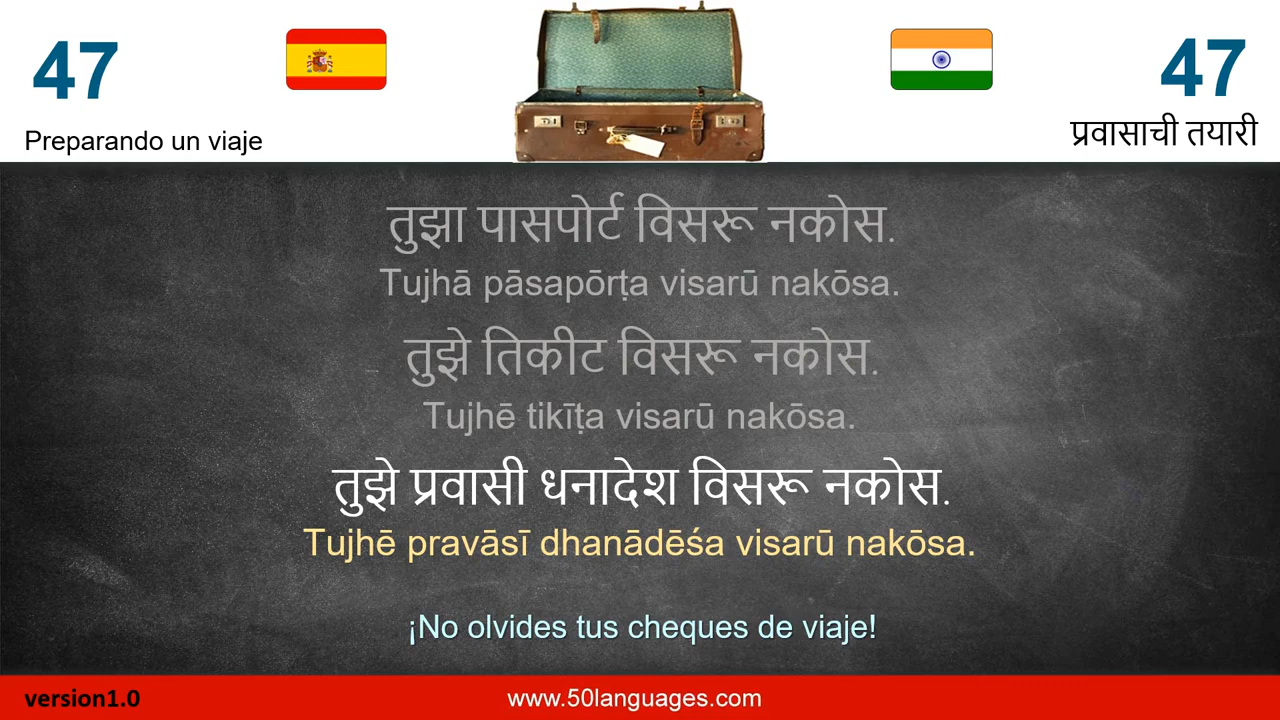 47
47
Preparando un viaje
प्रवासाची तयारी
तुझा पासपोर्ट विसरू नकोस.
Tujhā pāsapōrṭa visarū nakōsa.
तुझे तिकीट विसरू नकोस.
Tujhē tikīṭa visarū nakōsa.
तुझे प्रवासी धनादेश विसरू नकोस.
Tujhē pravāsī dhanādēśa visarū nakōsa.
¡No olvides tus cheques de viaje!
version1.0
www.50languages.com